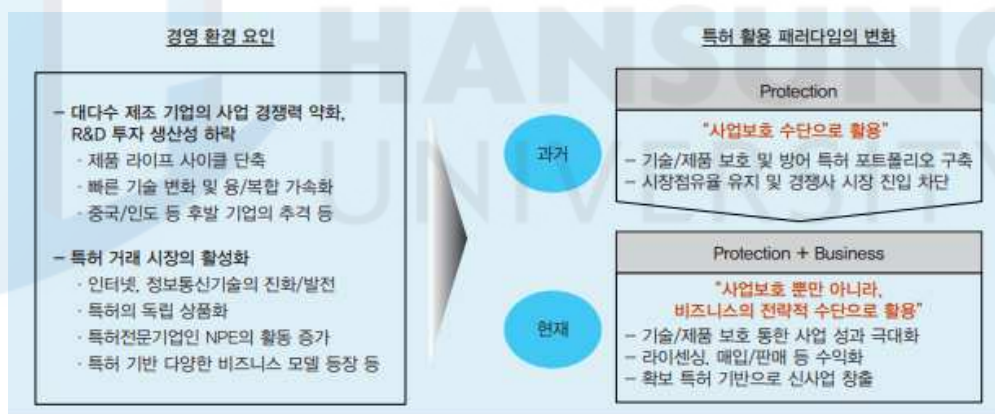 HANSUNG
UNIVERSITY
경영 환경 요인
– 대다수 제조 기업의 사업 경쟁력 약화,
R&D 투자 생산성 하락
· 제품 라이프 사이클 단축
· 빠른 기술 변화 및 융/복합 가속화
· 중국/인도 등 후발 기업의 추격 등
– 특허 거래 시장의 활성화
· 인터넷, 정보통신기술의 진화/발전
· 특허의 독립 상품화
· 특허전문기업인 NPE의 활동 증가
· 특허 기반 다양한 비즈니스 모델 등장 등
특허 활용 패러다임의 변화
과거
Protection
"사업보호 수단으로 활용"
– 기술/제품 보호 및 방어 특허 포트폴리오 구축
– 시장점유율 유지 및 경쟁사 시장 진입 차단
현재
Protection + Business
"사업보호 뿐만 아니라,
비즈니스의 전략적 수단으로 활용"
– 기술/제품 보호 통한 사업 성과 극대화
– 라이센싱, 매입/판매 등 수익화
– 확보 특허 기반으로 신사업 창출